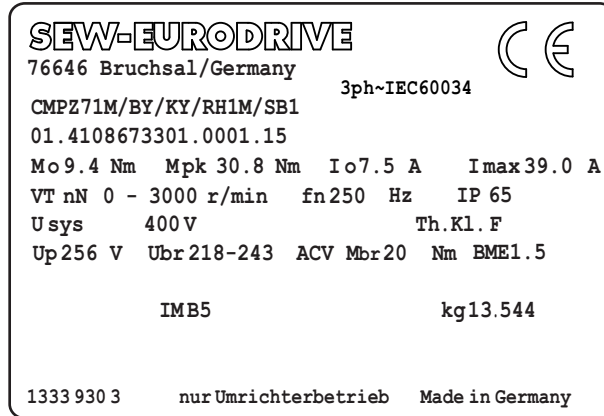 SEW-EURODRIVE CE
76646 Bruchsal/Germany
3ph~IEC60034
CMPZ71M/BY/KY/RH1M/SB1
01.4108673301.0001.15
Mo 9.4 Nm Mpk 30.8 Nm Io 7.5 A Imax 39.0 A
VT nN 0 - 3000 r/min fn 250 Hz IP 65
Usys 400 V Th.Kl. F
Up 256 V Ubr 218-243 ACV Mbr 20 Nm BME1.5
IM B5 kg 13.544
1333 930 3 nur Umrichterbetrieb Made in Germany